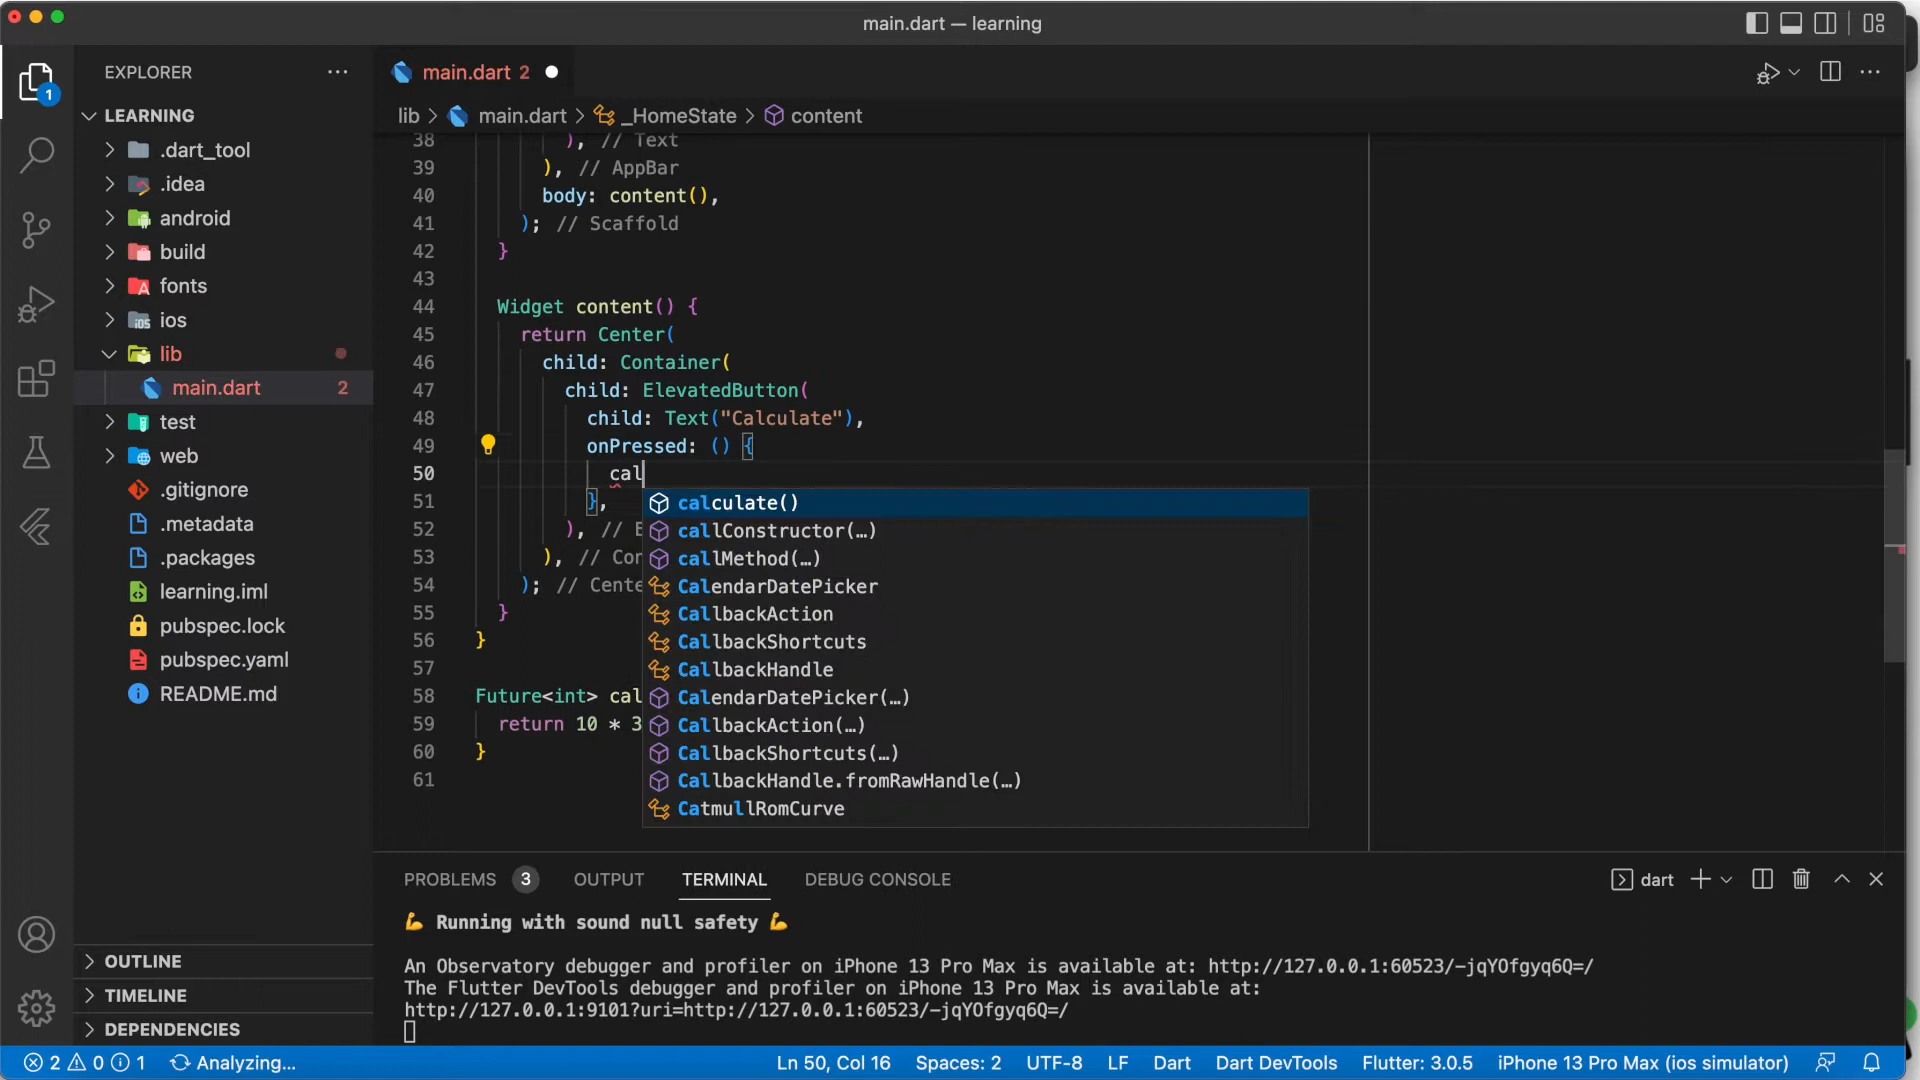 main.dart — learning
EXPLORER
LEARNING
.dart_tool
.idea
android
build
fonts
ios
lib
main.dart 2
test
web
.gitignore
.metadata
.packages
learning.iml
pubspec.lock
pubspec.yaml
README.md
OUTLINE
TIMELINE
DEPENDENCIES
1
main.dart 2
lib > main.dart > _HomeState > content
38 ), // Text
39 ), // AppBar
40 body: content(),
41 ); // Scaffold
42 }
43
44 Widget content() {
45 return Center(
46 child: Container(
47 child: ElevatedButton(
48 child: Text("Calculate"),
49 onPressed: () {
50 cal
51 },
52 ), // E
53 ), // Con
54 ); // Cente
55 }
56 }
57
58 Future<int> cal
59 return 10 * 3
60 }
61
calculate()
callConstructor(…)
callMethod(…)
CalendarDatePicker
CallbackAction
CallbackShortcuts
CallbackHandle
CalendarDatePicker(…)
CallbackAction(…)
CallbackShortcuts(…)
CallbackHandle.fromRawHandle(…)
CatmullRomCurve
PROBLEMS 3 OUTPUT TERMINAL DEBUG CONSOLE dart
💪 Running with sound null safety 💪
An Observatory debugger and profiler on iPhone 13 Pro Max is available at: http://127.0.0.1:60523/-jqYOfgyq6Q=/
The Flutter DevTools debugger and profiler on iPhone 13 Pro Max is available at:
http://127.0.0.1:9101?uri=http://127.0.0.1:60523/-jqYOfgyq6Q=/
2 0 1 Analyzing... Ln 50, Col 16 Spaces: 2 UTF-8 LF Dart Dart DevTools Flutter: 3.0.5 iPhone 13 Pro Max (ios simulator)